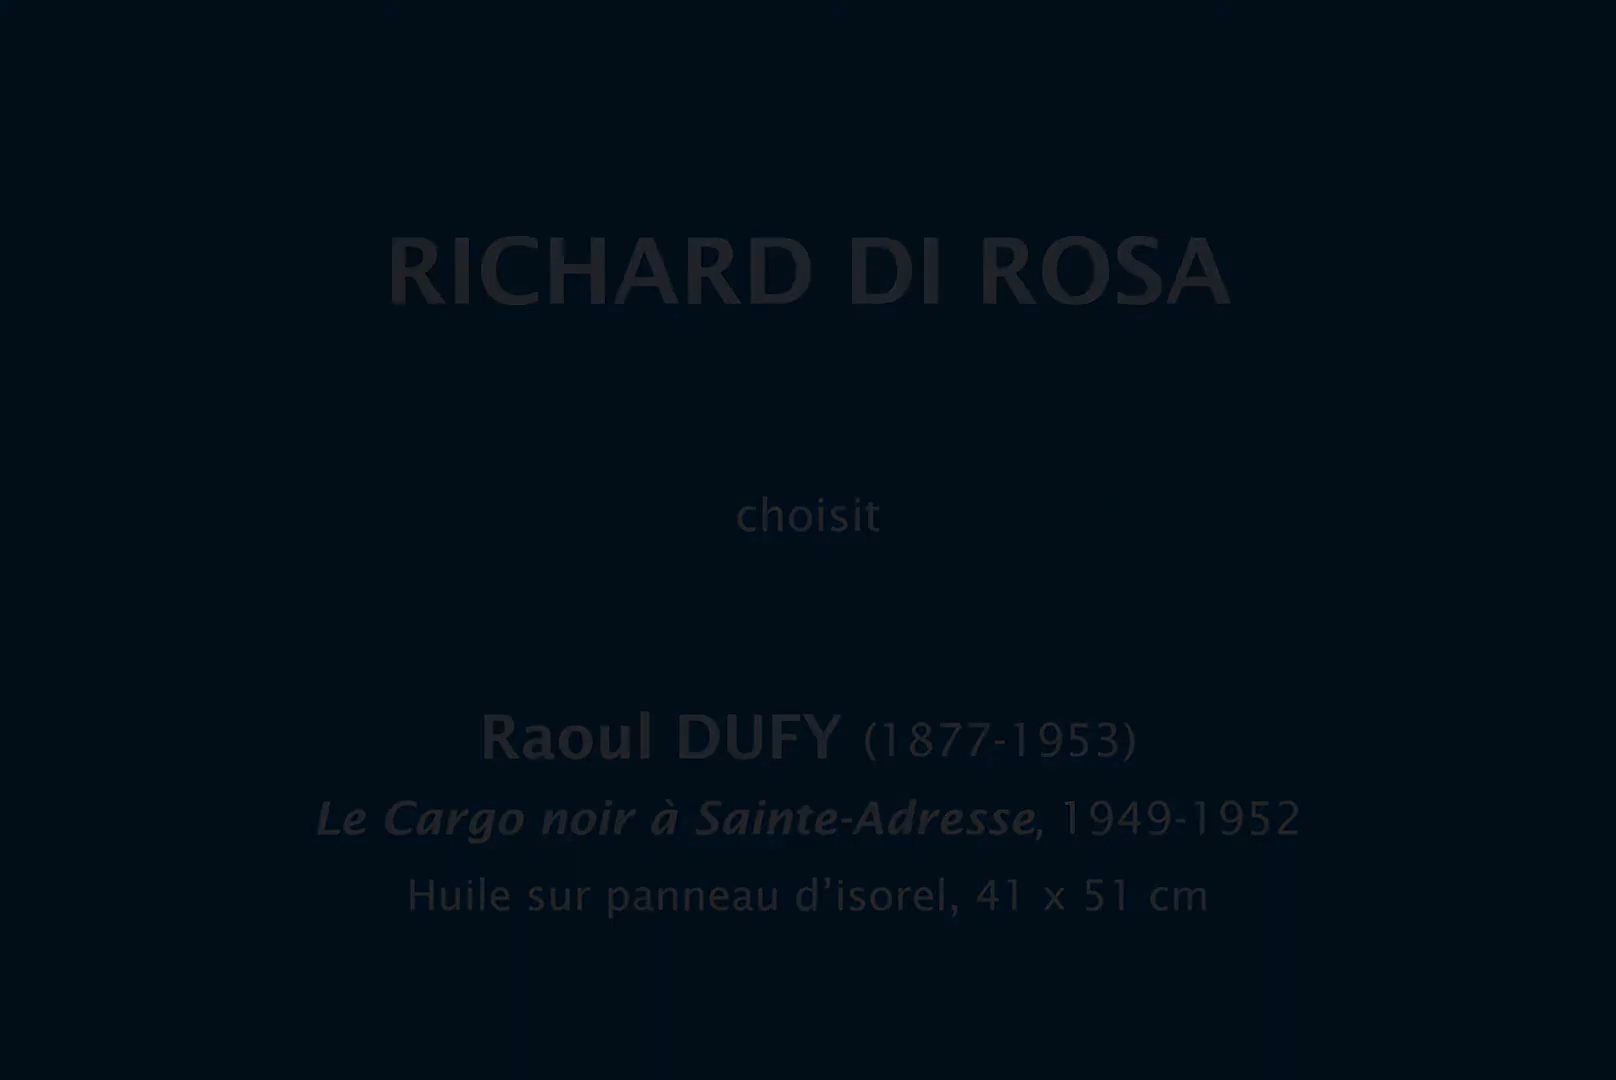 RICHARD DI ROSA
choisit
Raoul DUFY (1877-1953)
Le Cargo noir à Sainte-Adresse, 1949-1952
Huile sur panneau d’isorel, 41 x 51 cm